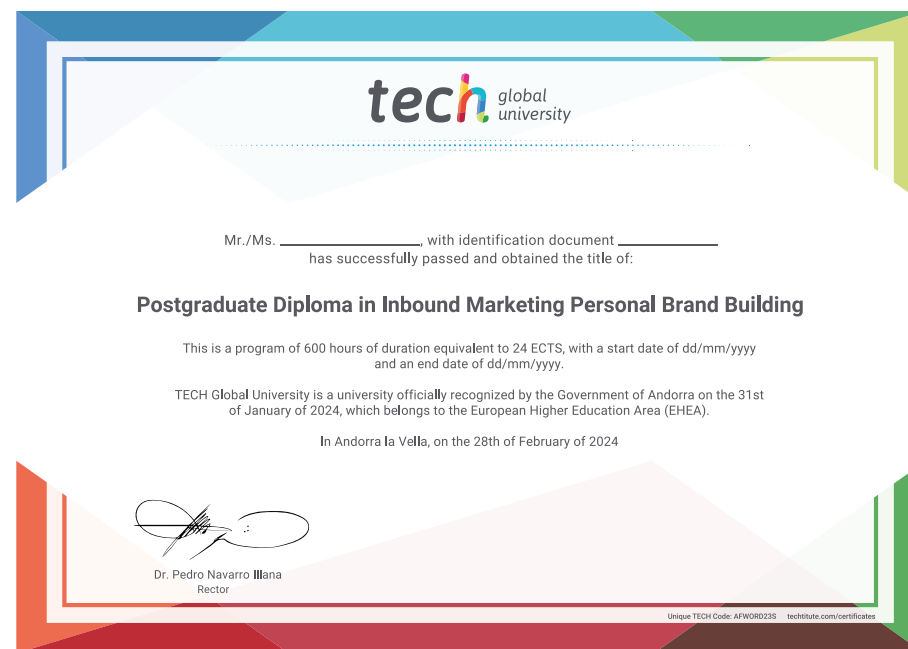 tech global university
Mr./Ms. ____________________, with identification document ______________
has successfully passed and obtained the title of:
Postgraduate Diploma in Inbound Marketing Personal Brand Building
This is a program of 600 hours of duration equivalent to 24 ECTS, with a start date of dd/mm/yyyy
and an end date of dd/mm/yyyy.
TECH Global University is a university officially recognized by the Government of Andorra on the 31st
of January of 2024, which belongs to the European Higher Education Area (EHEA).
In Andorra la Vella, on the 28th of February of 2024
Dr. Pedro Navarro Illana
Rector
Unique TECH Code: AFWORD23S techtitute.com/certificates